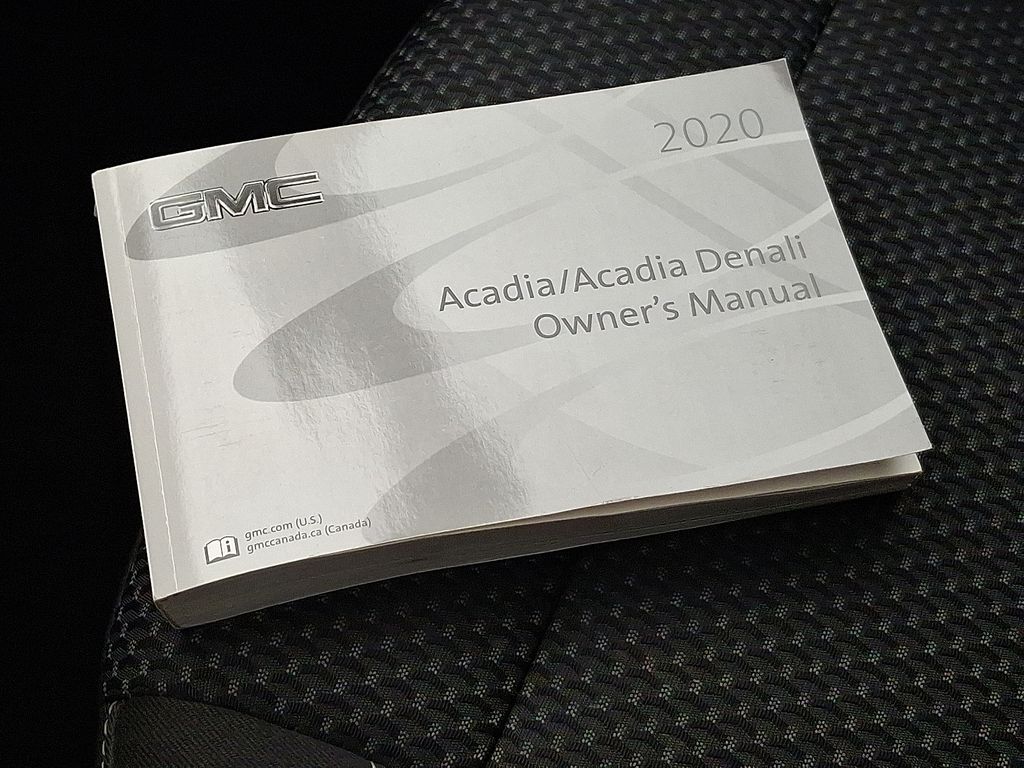 2020
GMC
Acadia/Acadia Denali
Owner's Manual
gmc.com (U.S.)
gmccanada.ca (Canada)